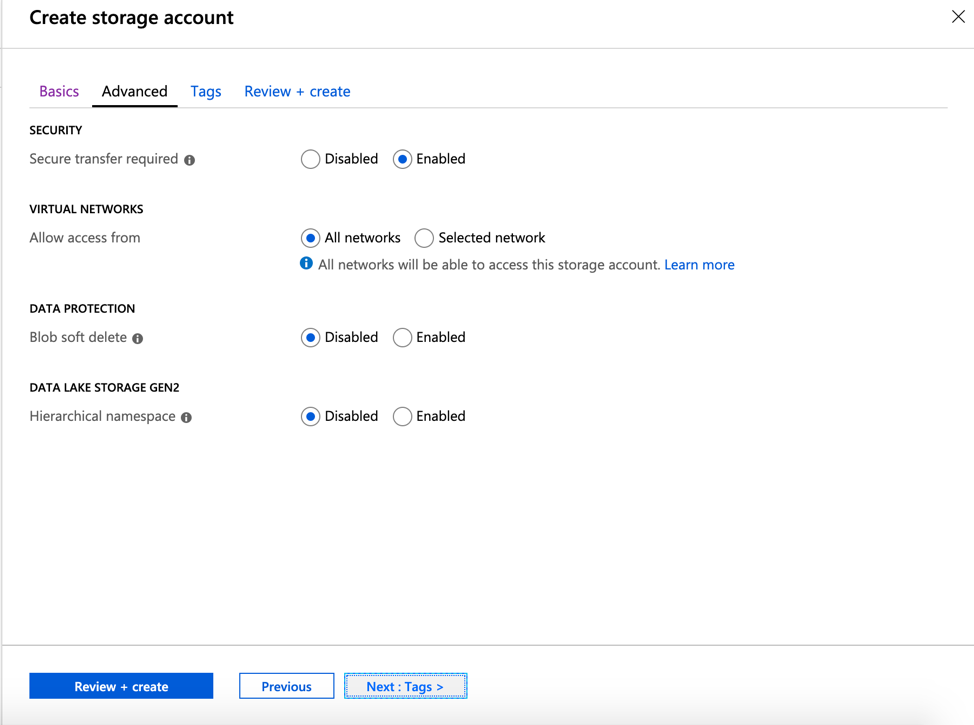 Create storage account
Basics Advanced Tags Review + create
SECURITY
Secure transfer required Disabled Enabled
VIRTUAL NETWORKS
Allow access from All networks Selected network
All networks will be able to access this storage account. Learn more
DATA PROTECTION
Blob soft delete Disabled Enabled
DATA LAKE STORAGE GEN2
Hierarchical namespace Disabled Enabled
Review + create Previous Next : Tags >